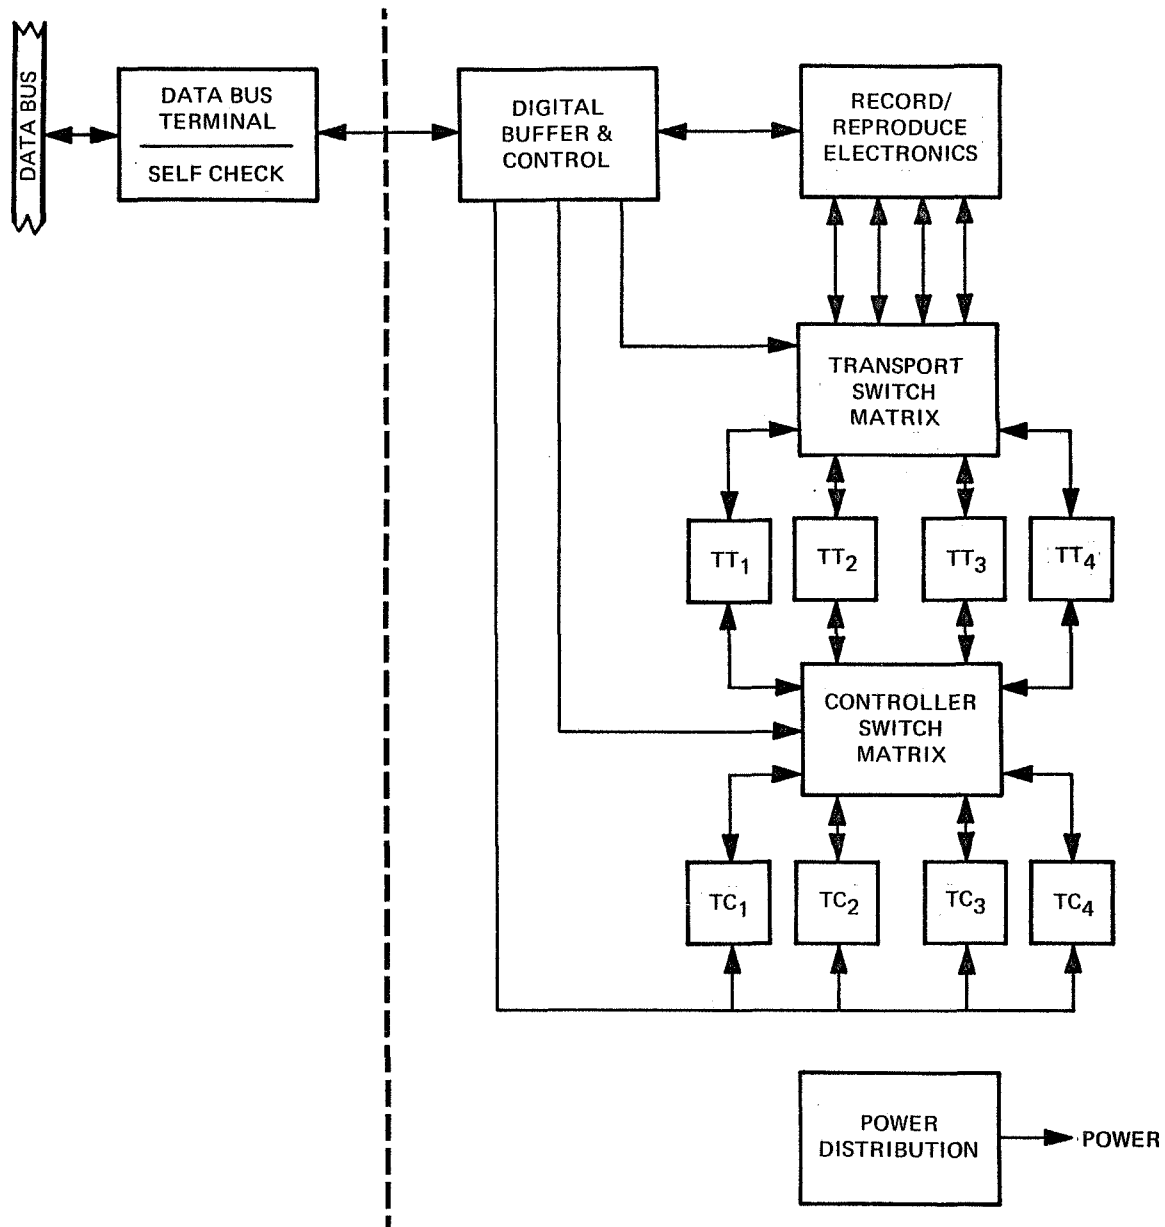 DATA BUS
DATA BUS
TERMINAL
SELF CHECK
DIGITAL
BUFFER &
CONTROL
RECORD/
REPRODUCE
ELECTRONICS
TRANSPORT
SWITCH
MATRIX
TT1
TT2
TT3
TT4
CONTROLLER
SWITCH
MATRIX
TC1
TC2
TC3
TC4
POWER
DISTRIBUTION
POWER